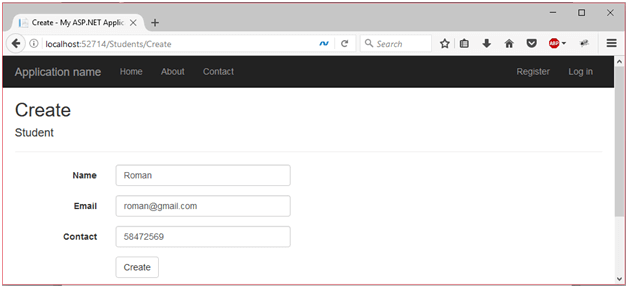 Create - My ASP.NET Applic
localhost:52714/Students/Create
Search
ABP
Application name Home About Contact Register Log in
Create
Student
Name Roman
Email roman@gmail.com
Contact 58472569
Create